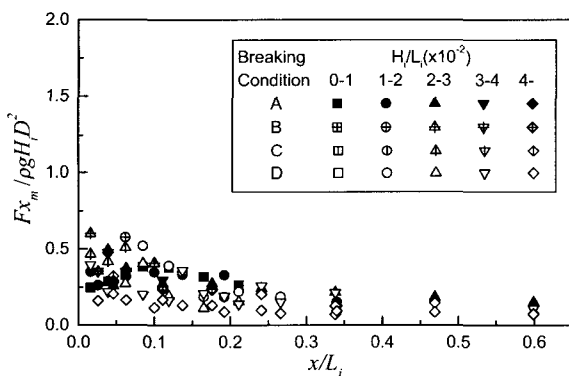 2.0
1.5
1.0
0.5
0.0
Fx_m/ρgH_iD²
Breaking H_i/L_i(x10⁻²)
Condition 0-1 1-2 2-3 3-4 4-
A
B
C
D
0.0 0.1 0.2 0.3 0.4 0.5 0.6
x/L_i